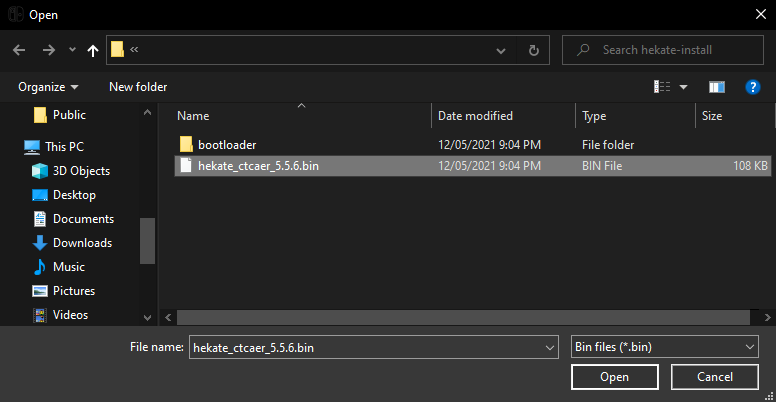 Open
Search hekate-install
Organize
New folder
Name
Date modified
Type
Size
Public
This PC
3D Objects
Desktop
Documents
Downloads
Music
Pictures
Videos
bootloader 12/05/2021 9:04 PM File folder
hekate_ctcaer_5.5.6.bin 12/05/2021 9:04 PM BIN File 108 KB
File name: hekate_ctcaer_5.5.6.bin Bin files (*.bin)
Open Cancel